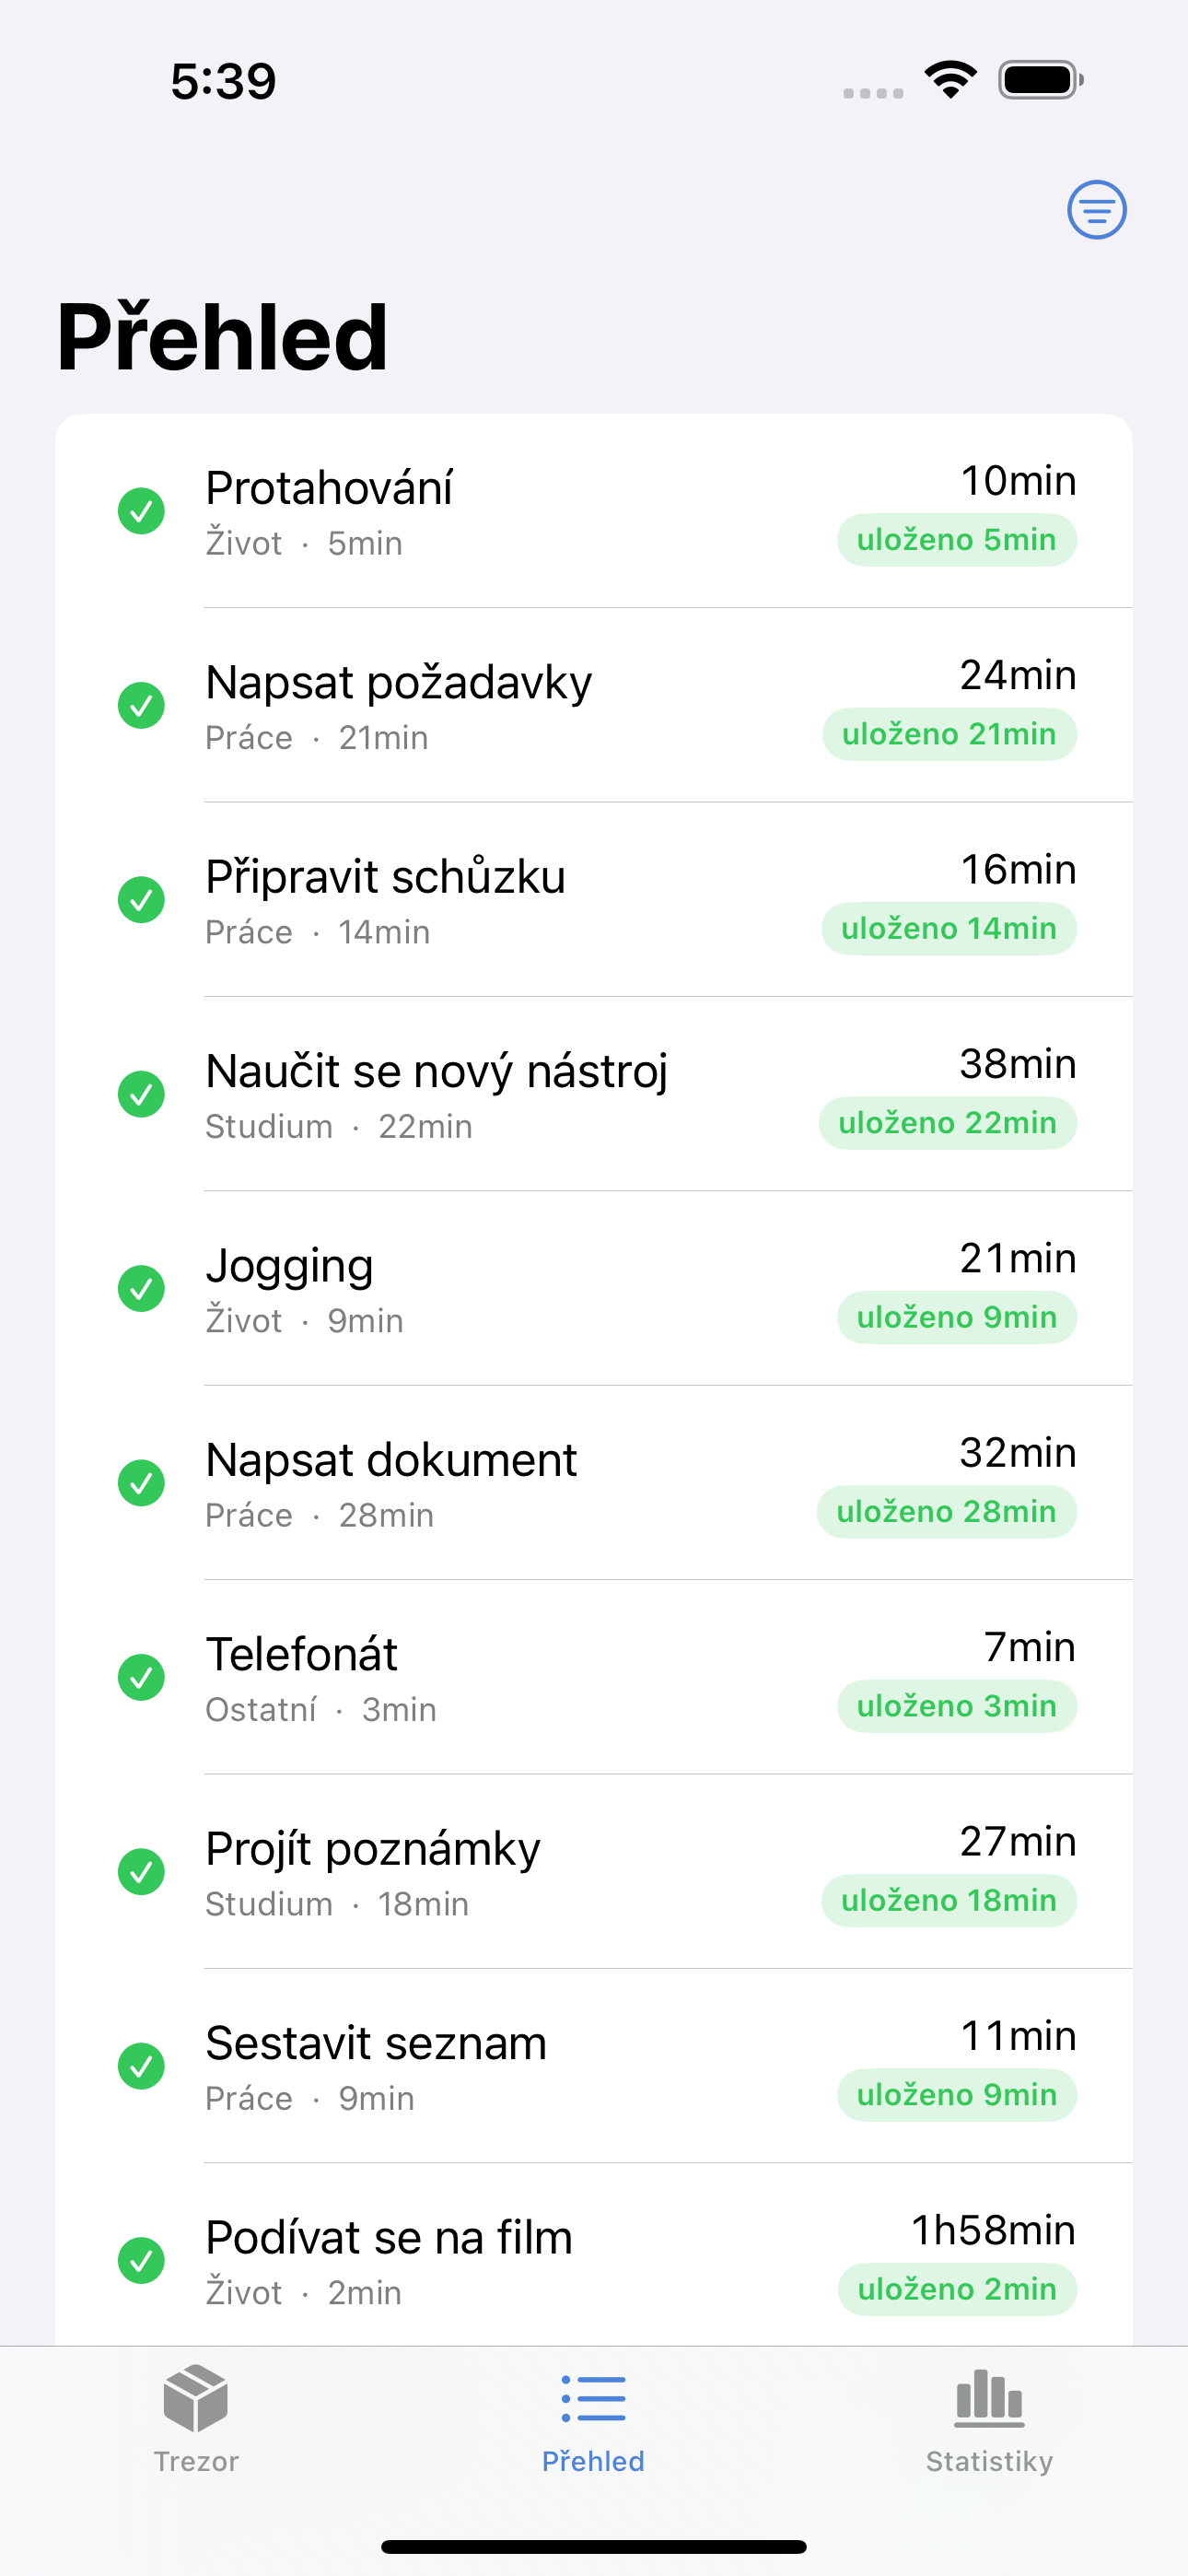 5:39
Přehled
Protahování
10min
Život · 5min
uloženo 5min
Napsat požadavky
24min
Práce · 21min
uloženo 21min
Připravit schůzku
16min
Práce · 14min
uloženo 14min
Naučit se nový nástroj
38min
Studium · 22min
uloženo 22min
Jogging
21min
Život · 9min
uloženo 9min
Napsat dokument
32min
Práce · 28min
uloženo 28min
Telefonát
7min
Ostatní · 3min
uloženo 3min
Projít poznámky
27min
Studium · 18min
uloženo 18min
Sestavit seznam
11min
Práce · 9min
uloženo 9min
Podívat se na film
1h58min
Život · 2min
uloženo 2min
Trezor
Přehled
Statistiky